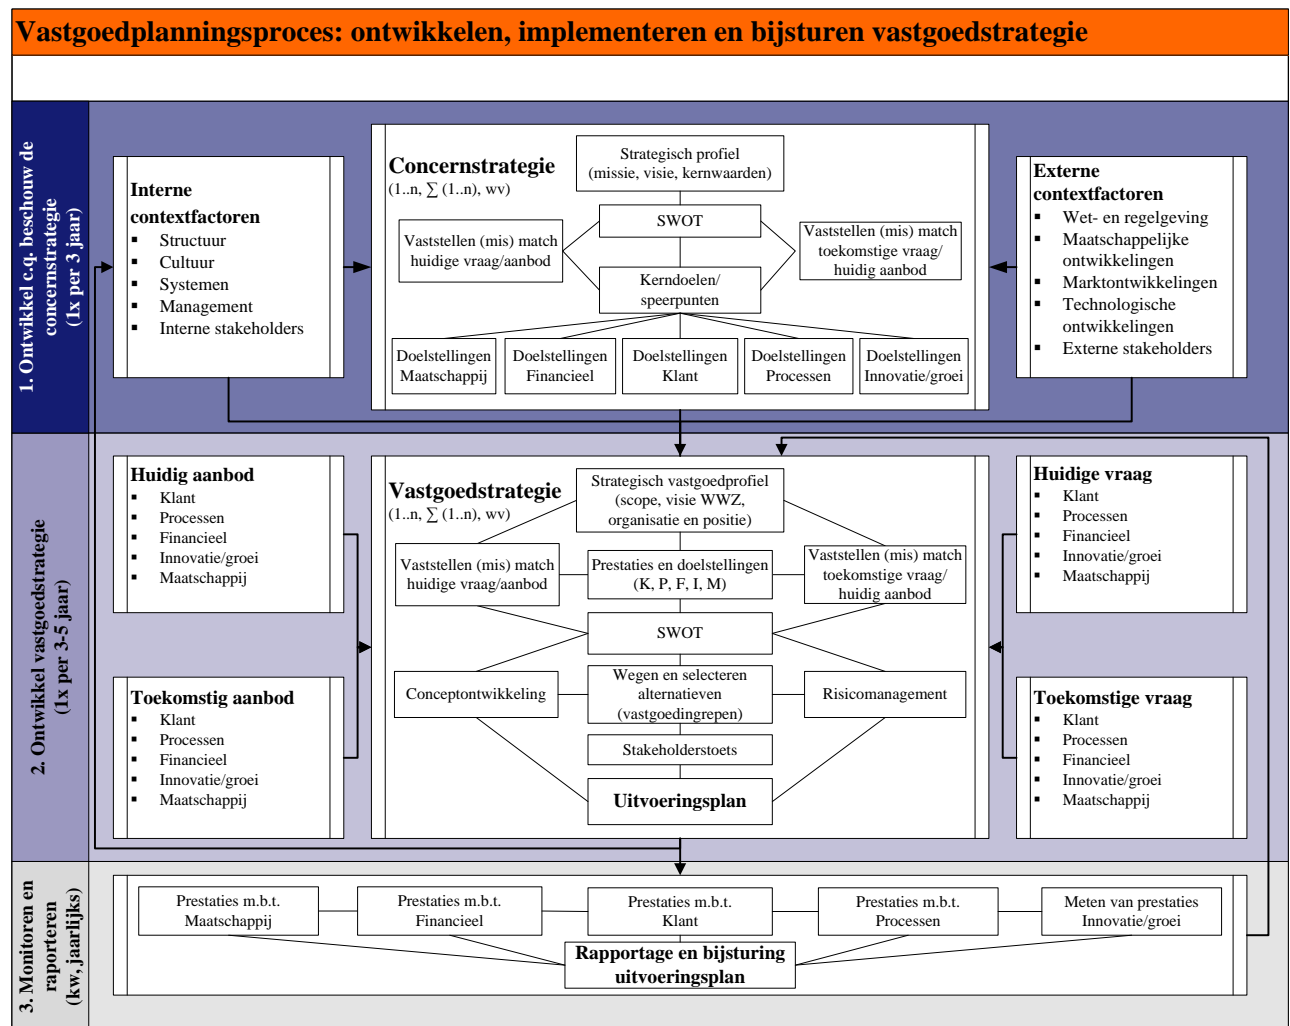 Vastgoedplanningsproces: ontwikkelen, implementeren en bijsturen vastgoedstrategie
1. Ontwikkel c.q. beschouw de
concernstrategie
(1x per 3 jaar)
Interne
contextfactoren
▪ Structuur
▪ Cultuur
▪ Systemen
▪ Management
▪ Interne stakeholders
Concernstrategie
(1..n, ∑ (1..n), wv)
Strategisch profiel
(missie, visie, kernwaarden)
SWOT
Vaststellen (mis) match
huidige vraag/aanbod
Vaststellen (mis) match
toekomstige vraag/
huidig aanbod
Kerndoelen/
speerpunten
Doelstellingen
Maatschappij
Doelstellingen
Financieel
Doelstellingen
Klant
Doelstellingen
Processen
Doelstellingen
Innovatie/groei
Externe
contextfactoren
▪ Wet- en regelgeving
▪ Maatschappelijke
ontwikkelingen
▪ Marktontwikkelingen
▪ Technologische
ontwikkelingen
▪ Externe stakeholders
2. Ontwikkel vastgoedstrategie
(1x per 3-5 jaar)
Huidig aanbod
▪ Klant
▪ Processen
▪ Financieel
▪ Innovatie/groei
▪ Maatschappij
Toekomstig aanbod
▪ Klant
▪ Processen
▪ Financieel
▪ Innovatie/groei
▪ Maatschappij
Vastgoedstrategie
(1..n, ∑ (1..n), wv)
Strategisch vastgoedprofiel
(scope, visie WWZ,
organisatie en positie)
Vaststellen (mis) match
huidige vraag/aanbod
Prestaties en doelstellingen
(K, P, F, I, M)
Vaststellen (mis) match
toekomstige vraag/
huidig aanbod
SWOT
Conceptontwikkeling
Wegen en selecteren
alternatieven
(vastgoedingrepen)
Risicomanagement
Stakeholderstoets
Uitvoeringsplan
Huidige vraag
▪ Klant
▪ Processen
▪ Financieel
▪ Innovatie/groei
▪ Maatschappij
Toekomstige vraag
▪ Klant
▪ Processen
▪ Financieel
▪ Innovatie/groei
▪ Maatschappij
3. Monitoren en
raporteren
(kw, jaarlijks)
Prestaties m.b.t.
Maatschappij
Prestaties m.b.t.
Financieel
Prestaties m.b.t.
Klant
Prestaties m.b.t.
Processen
Meten van prestaties
Innovatie/groei
Rapportage en bijsturing
uitvoeringsplan